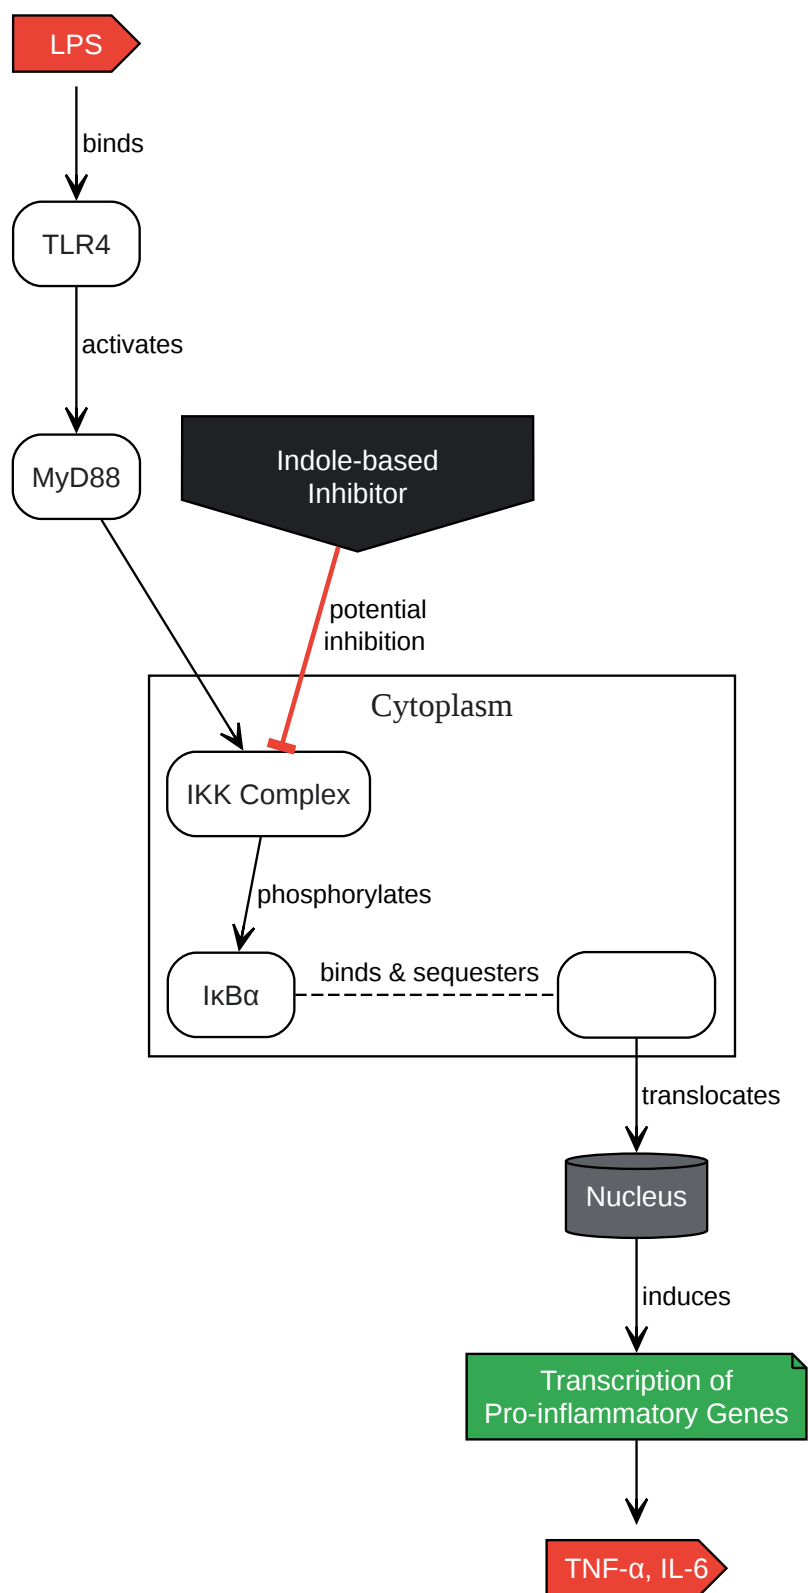 LPS
binds
TLR4
activates
MyD88
Indole-based
Inhibitor
potential
inhibition
Cytoplasm
IKK Complex
phosphorylates
IκBα
binds & sequesters
translocates
Nucleus
induces
Transcription of
Pro-inflammatory Genes
TNF-α, IL-6